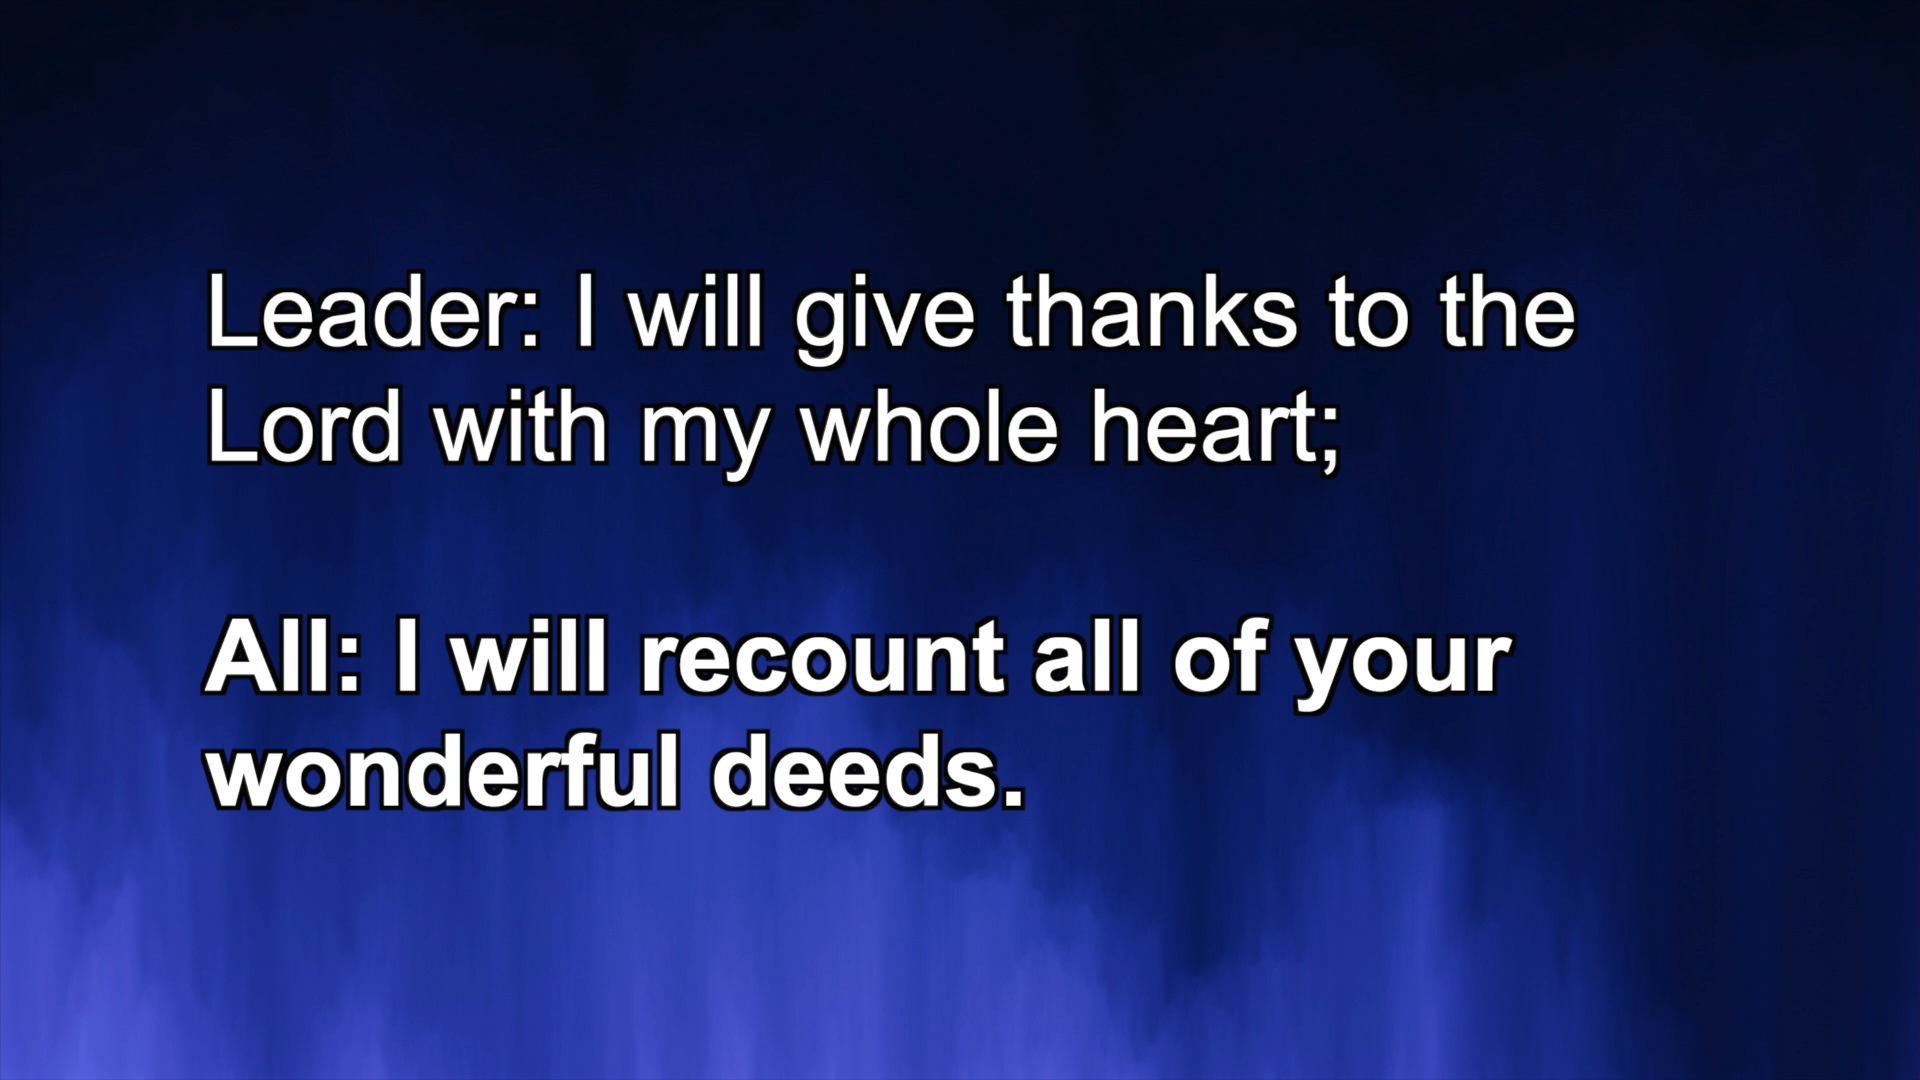 Leader: I will give thanks to the
Lord with my whole heart;
All: I will recount all of your
wonderful deeds.